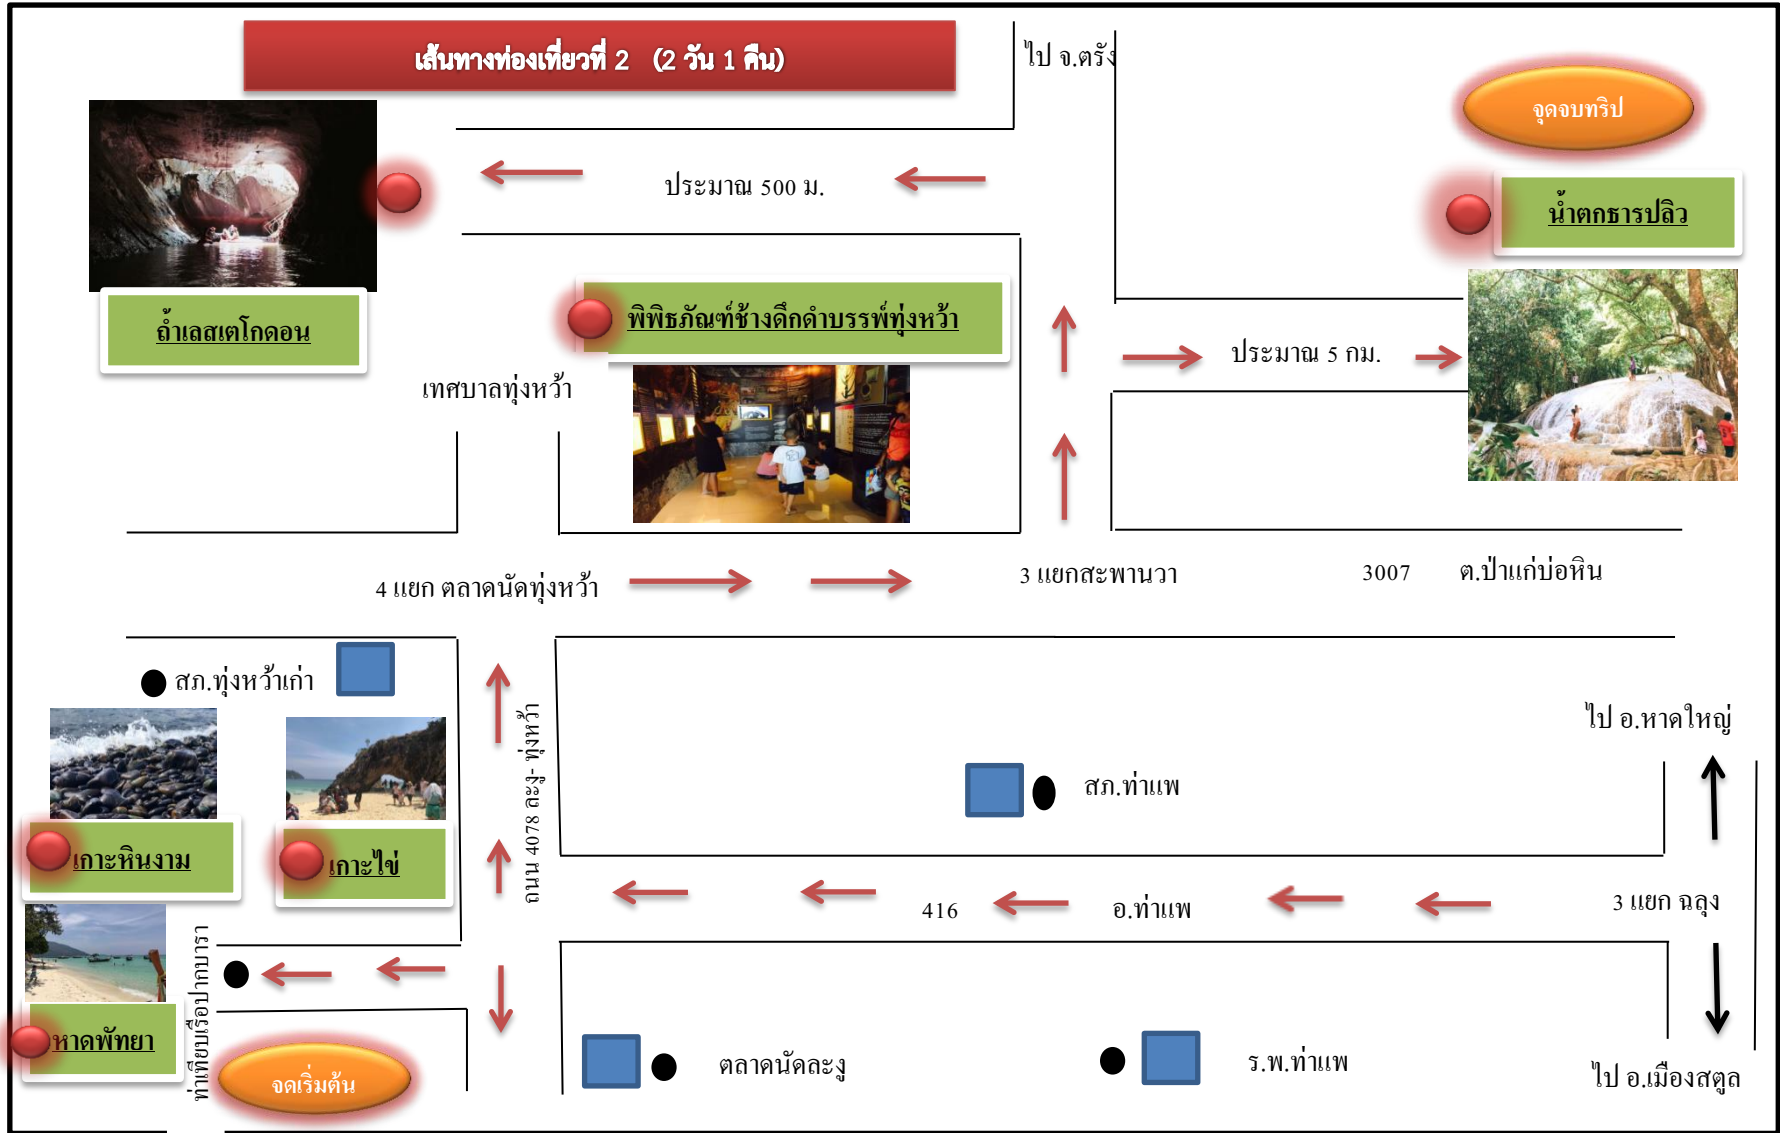 เส้นทางท่องเที่ยวที่ 2 (2 วัน 1 คืน)
ไป จ.ตรัง
จุดจบทริป
ประมาณ 500 ม.
น้ำตกธารปลิว
ถ้ำเลสเตโกดอน
พิพิธภัณฑ์ช้างดึกดำบรรพ์ทุ่งหว้า
ประมาณ 5 กม.
เทศบาลทุ่งหว้า
4 แยก ตลาดนัดทุ่งหว้า
3 แยกสะพานวา
3007
ต.ป่าแก่บ่อหิน
สภ.ทุ่งหว้าเก่า
ถนน 4078 ละงู- ทุ่งหว้า
ไป อ.หาดใหญ่
สภ.ท่าแพ
เกาะหินงาม
เกาะไข่
416
อ.ท่าแพ
3 แยก ฉลุง
ท่าเทียบเรือปากบารา
หาดพัทยา
จดเริ่มต้น
ตลาดนัดละงู
ร.พ.ท่าแพ
ไป อ.เมืองสตูล